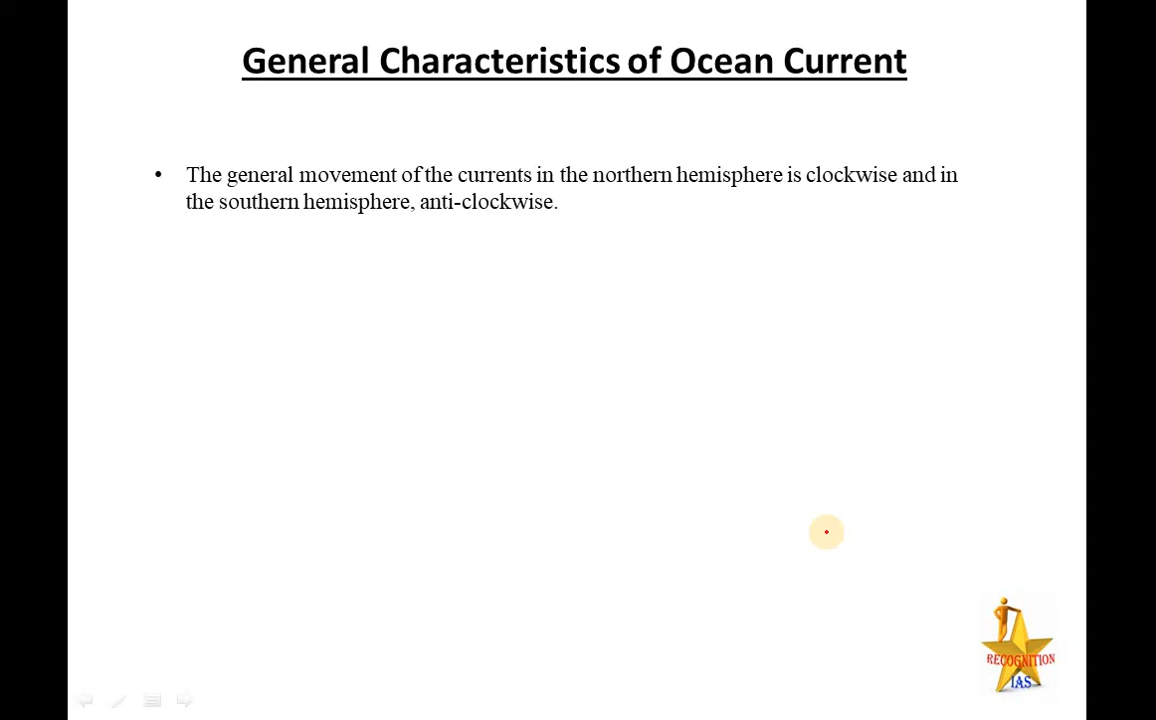 General Characteristics of Ocean Current
• The general movement of the currents in the northern hemisphere is clockwise and in
the southern hemisphere, anti-clockwise.
RECOGNITION
IAS